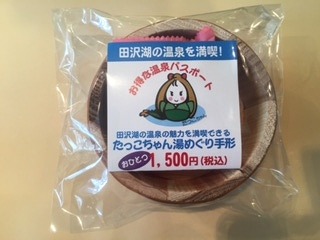 田沢湖の温泉を満喫!
お得な温泉パスポート
田沢湖の温泉の魅力を満喫できる
たっこちゃん湯めぐり手形
おひとつ 1,500円(税込)